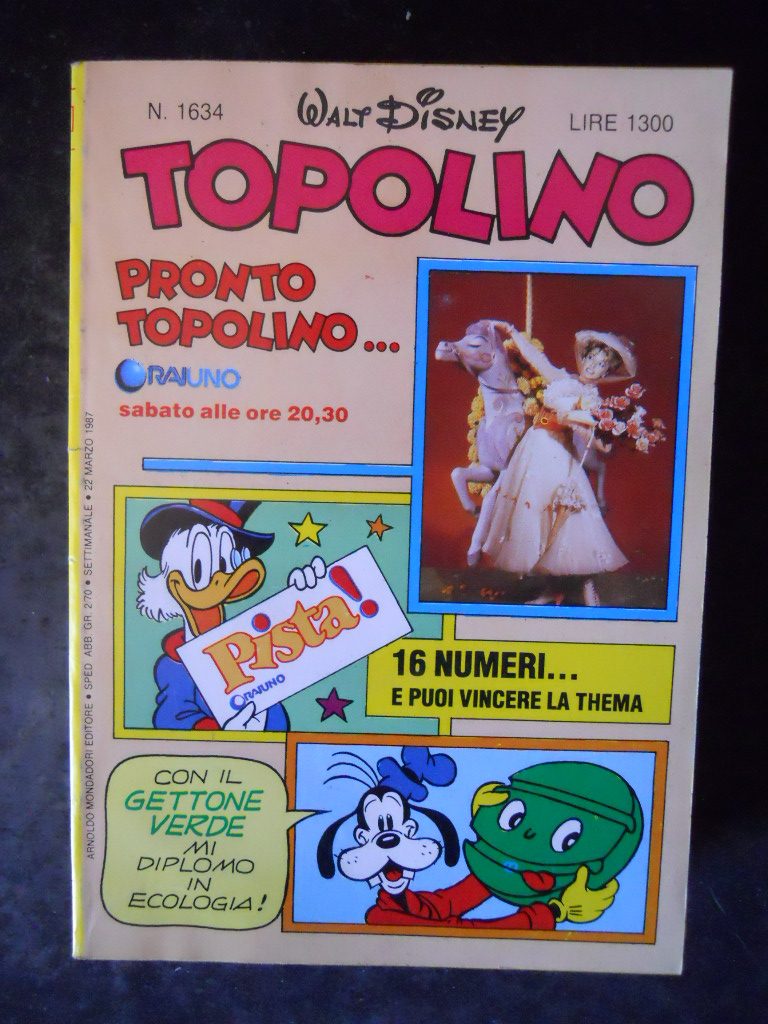 N. 1634
WALT DISNEY
LIRE 1300
TOPOLINO
PRONTO
TOPOLINO...
RAIUNO
sabato alle ore 20,30
ARNOLDO MONDADORI EDITORE • SPED. ABB. GR. 2/70 • SETTIMANALE • 22 MARZO 1987
Pista!
RAIUNO
16 NUMERI...
E PUOI VINCERE LA THEMA
CON IL
GETTONE
VERDE
MI
DIPLOMO
IN
ECOLOGIA!